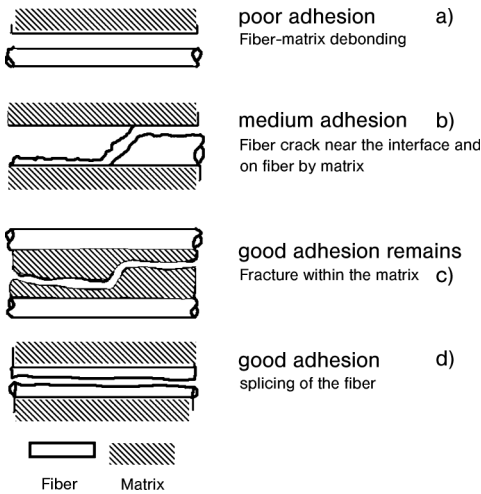 poor adhesion a)
Fiber-matrix debonding
medium adhesion b)
Fiber crack near the interface and
on fiber by matrix
good adhesion remains
Fracture within the matrix c)
good adhesion d)
splicing of the fiber
Fiber Matrix